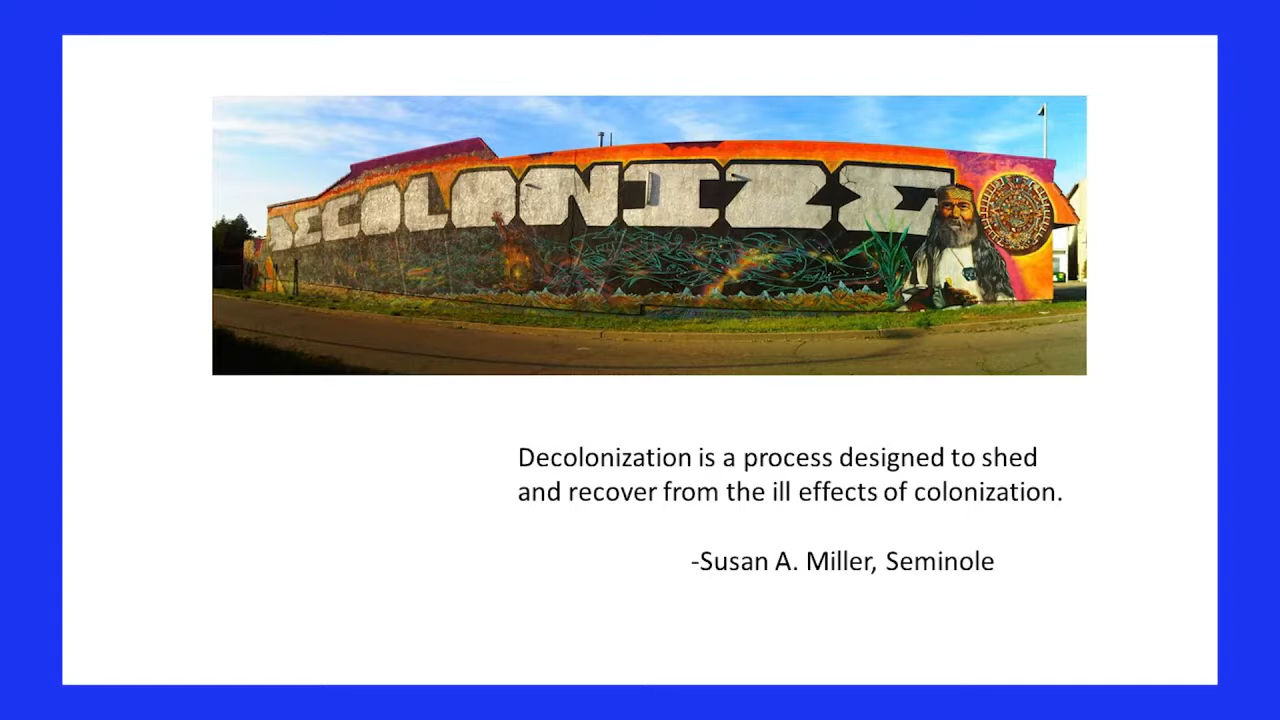 DECOLONIZE
Decolonization is a process designed to shed
and recover from the ill effects of colonization.
-Susan A. Miller, Seminole